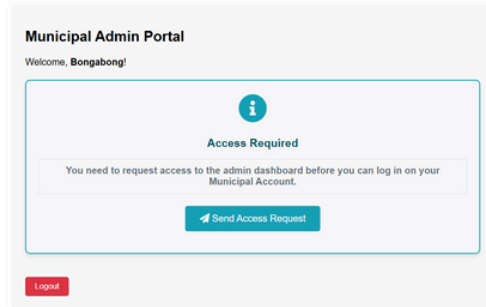 Municipal Admin Portal
Welcome, Bongabong!
Access Required
You need to request access to the admin dashboard before you can log in on your
Municipal Account.
Send Access Request
Logout